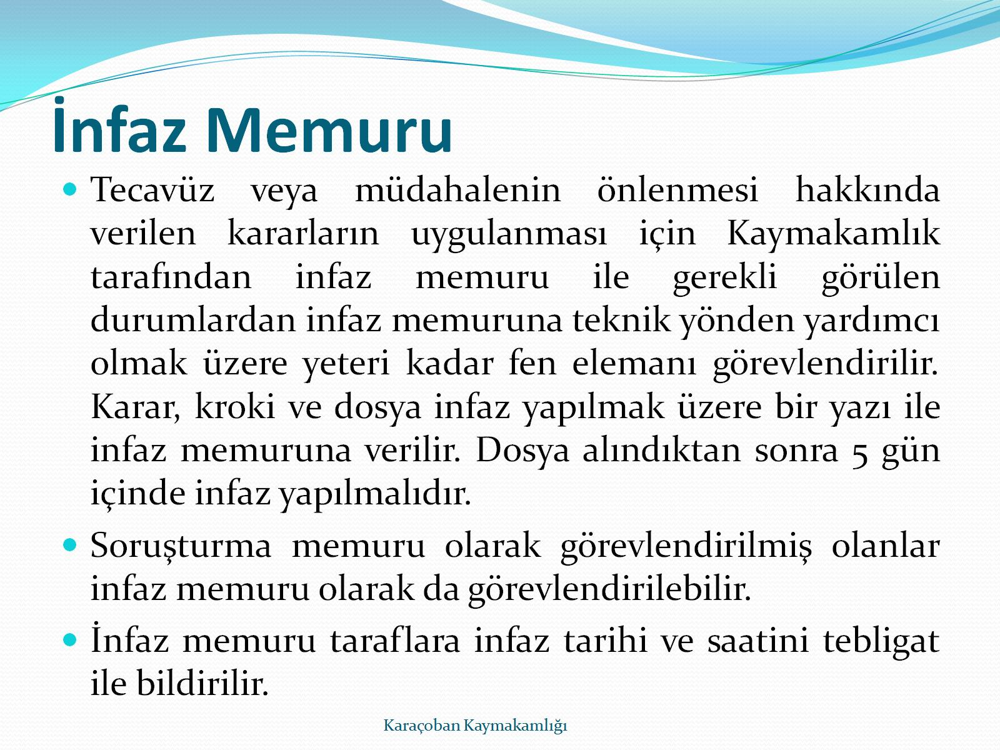 İnfaz Memuru
Tecavüz veya müdahalenin önlenmesi hakkında
verilen kararların uygulanması için Kaymakamlık
tarafından infaz memuru ile gerekli görülen
durumlardan infaz memuruna teknik yönden yardımcı
olmak üzere yeteri kadar fen elemanı görevlendirilir.
Karar, kroki ve dosya infaz yapılmak üzere bir yazı ile
infaz memuruna verilir. Dosya alındıktan sonra 5 gün
içinde infaz yapılmalıdır.
Soruşturma memuru olarak görevlendirilmiş olanlar
infaz memuru olarak da görevlendirilebilir.
İnfaz memuru taraflara infaz tarihi ve saatini tebligat
ile bildirilir.
Karaçoban Kaymakamlığı